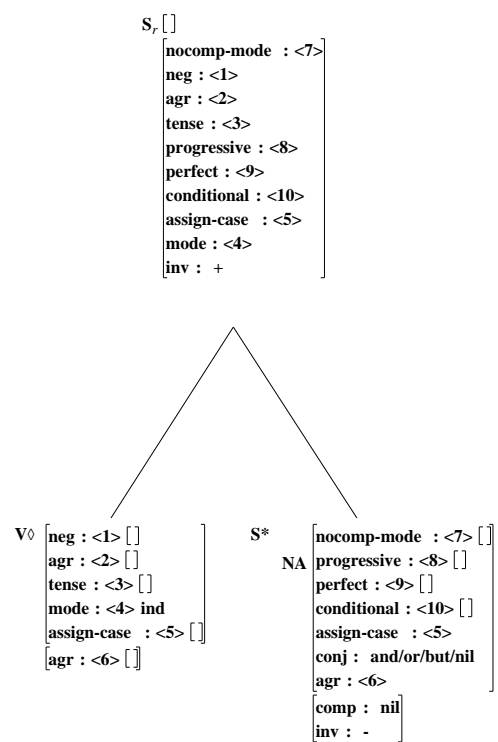 Sr []
nocomp-mode : <7>
neg : <1>
agr : <2>
tense : <3>
progressive : <8>
perfect : <9>
conditional : <10>
assign-case : <5>
mode : <4>
inv : +
V◊
neg : <1> []
agr : <2> []
tense : <3> []
mode : <4> ind
assign-case : <5> []
agr : <6> []
S*
NA
nocomp-mode : <7> []
progressive : <8> []
perfect : <9> []
conditional : <10> []
assign-case : <5>
conj : and/or/but/nil
agr : <6>
comp : nil
inv : -